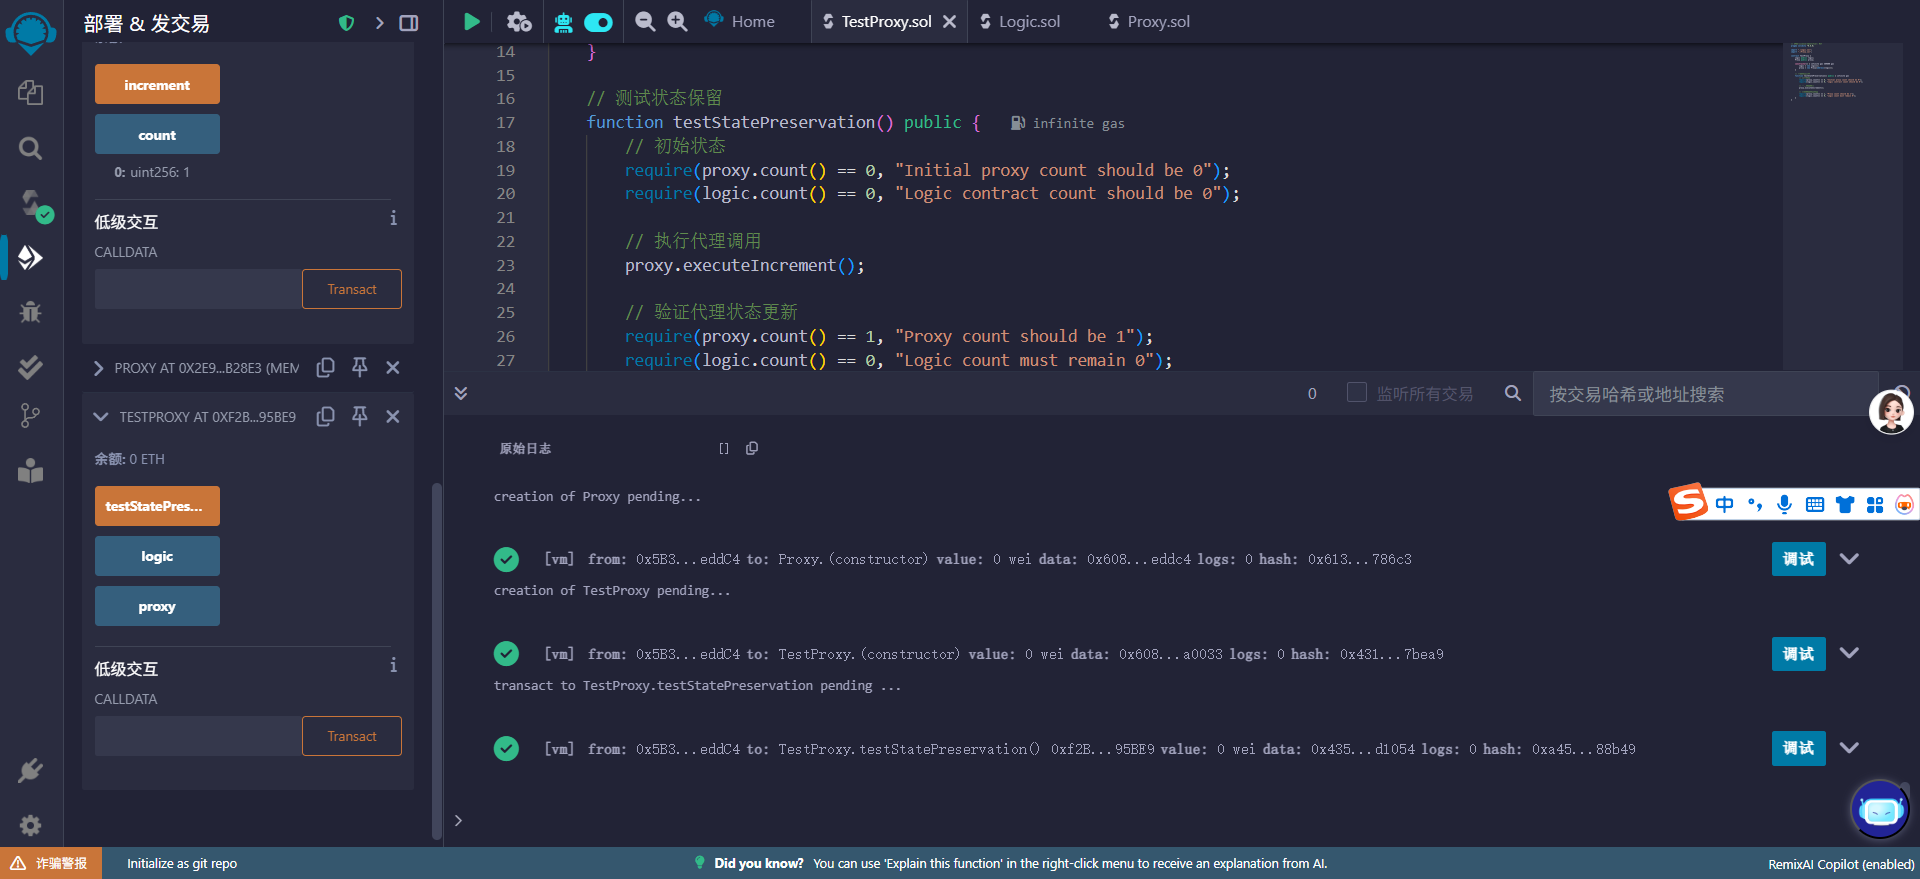 部署 & 发交易
increment
count
0: uint256: 1
低级交互
CALLDATA
Transact
PROXY AT 0X2E9...B28E3 (MEM
TESTPROXY AT 0XF2B...95BE9
余额: 0 ETH
testStatePres...
logic
proxy
低级交互
CALLDATA
Transact
Home
TestProxy.sol
Logic.sol
Proxy.sol
14 }
15
16 // 测试状态保留
17 function testStatePreservation() public { infinite gas
18 // 初始状态
19 require(proxy.count() == 0, "Initial proxy count should be 0");
20 require(logic.count() == 0, "Logic contract count should be 0");
21
22 // 执行代理调用
23 proxy.executeIncrement();
24
25 // 验证代理状态更新
26 require(proxy.count() == 1, "Proxy count should be 1");
27 require(logic.count() == 0, "Logic count must remain 0");
0 监听所有交易 按交易哈希或地址搜索
原始日志 []
creation of Proxy pending...
[vm] from: 0x5B3...eddC4 to: Proxy.(constructor) value: 0 wei data: 0x608...eddc4 logs: 0 hash: 0x613...786c3 调试
creation of TestProxy pending...
[vm] from: 0x5B3...eddC4 to: TestProxy.(constructor) value: 0 wei data: 0x608...a0033 logs: 0 hash: 0x431...7bea9 调试
transact to TestProxy.testStatePreservation pending ...
[vm] from: 0x5B3...eddC4 to: TestProxy.testStatePreservation() 0xf2B...95BE9 value: 0 wei data: 0x435...d1054 logs: 0 hash: 0xa45...88b49 调试
>
S 中
诈骗警报 Initialize as git repo Did you know? You can use 'Explain this function' in the right-click menu to receive an explanation from AI. RemixAI Copilot (enabled)